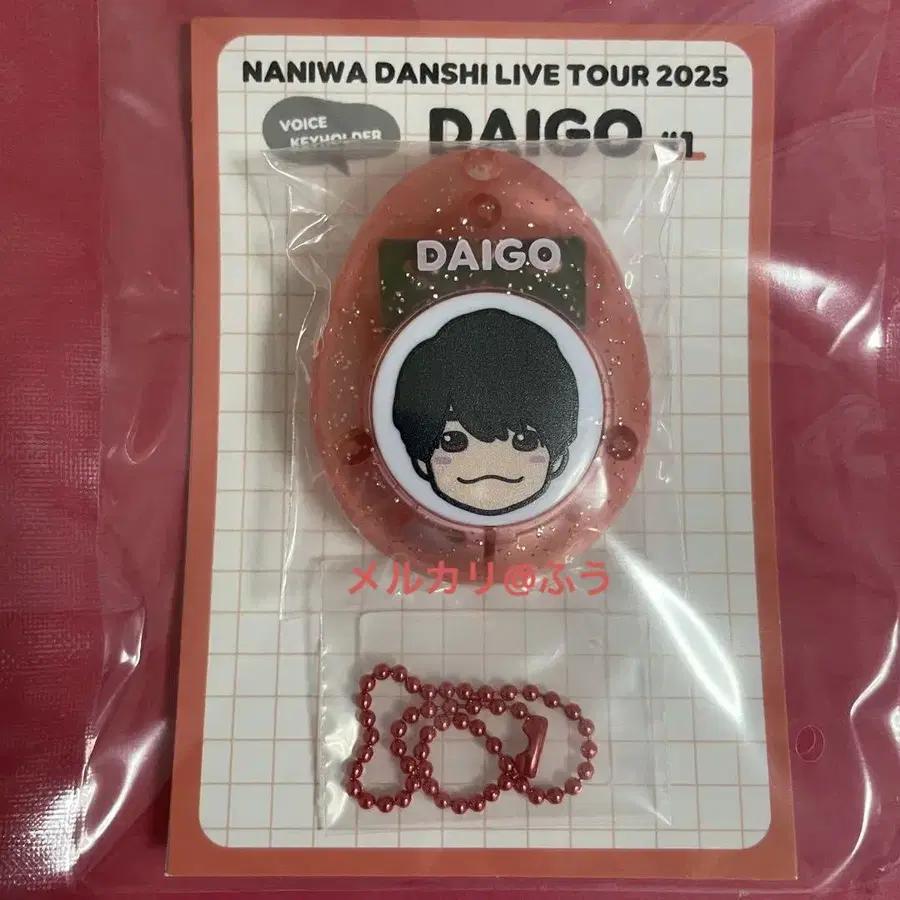 NANIWA DANSHI LIVE TOUR 2025
VOICE
KEYHOLDER
DAIGO #1
DAIGO
メルカリ@ふう